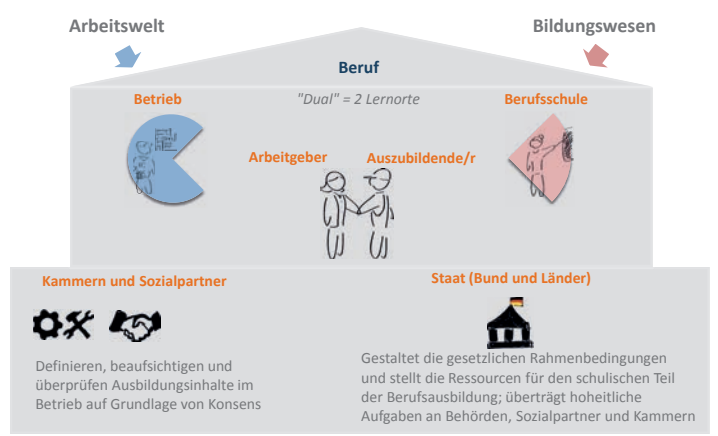 Arbeitswelt
Bildungswesen
Beruf
Betrieb
"Dual" = 2 Lernorte
Berufsschule
Arbeitgeber
Auszubildende/r
Kammern und Sozialpartner
Staat (Bund und Länder)
Definieren, beaufsichtigen und
überprüfen Ausbildungsinhalte im
Betrieb auf Grundlage von Konsens
Gestaltet die gesetzlichen Rahmenbedingungen
und stellt die Ressourcen für den schulischen Teil
der Berufsausbildung; überträgt hoheitliche
Aufgaben an Behörden, Sozialpartner und Kammern